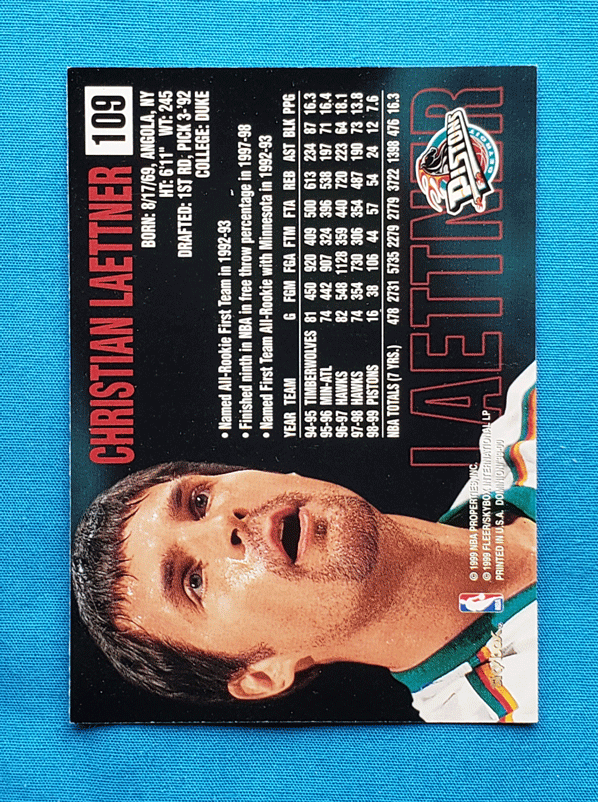 CHRISTIAN LAETTNER 109
BORN: 8/17/69, ANGOLA, NY
HT: 6'11" WT: 245
DRAFTED: 1ST RD, PICK 3-'92
COLLEGE: DUKE
• Named All-Rookie First Team in 1992-93
• Finished ninth in NBA in free throw percentage in 1997-98
• Named First Team All-Rookie with Minnesota in 1992-93
YEAR TEAM G FGM FGA FTM FTA REB AST BLK PPG
94-95 TIMBERWOLVES 81 450 920 409 500 613 234 87 16.3
95-96 MIN-ATL 74 442 907 324 396 538 197 71 16.4
96-97 HAWKS 82 548 1128 359 440 720 223 64 18.1
97-98 HAWKS 74 354 730 306 354 487 190 73 13.8
98-99 PISTONS 16 38 106 44 57 54 24 12 7.6
NBA TOTALS (7 YRS.) 478 2731 5735 2279 2779 3722 1398 476 16.3
LAETTNER
PISTONS
© 1999 NBA PROPERTIES, INC.
© 1999 FLEER/SKYBOX INTERNATIONAL LP
PRINTED IN U.S.A.